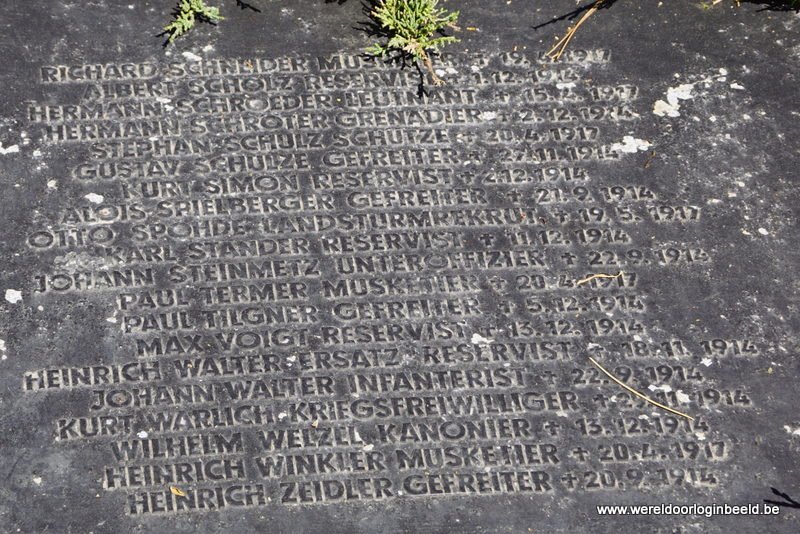 RICHARD SCHNEIDER MUSKETIER + 19. 4. 1917
ALBERT SCHOLZ RESERVIST + 1.12.1914
HERMANN SCHROEDER LEUTNANT + 15. 5. 1917
HERMANN SCHRÖTER GRENADIER + 2.12.1914
STEPHAN SCHULZ SCHÜTZE + 20.4.1917
GUSTAV SCHULZE GEFREITER + 29.11.1914
KURT SIMON RESERVIST + 2.12.1914
ALOIS SPIELBERGER GEFREITER + 21.9.1914
OTTO SPOHDE LANDSTURMREKRUT + 19. 5. 1917
KARL STANDER RESERVIST + 11.12.1914
JOHANN STEINMETZ UNTEROFFIZIER + 22.9.1914
PAUL TERMER MUSKETIER + 20.4.1917
PAUL TILGNER GEFREITER + 5.12.1914
MAX VOIGT RESERVIST + 13.12.1914
HEINRICH WALTER ERSATZ RESERVIST + 18.11.1914
JOHANN WALTER INFANTERIST + 22.9.1914
KURT WARLICH KRIEGSFREIWILLIGER + 29.11.1914
WILHELM WELZEL KANONIER + 13.12.1914
HEINRICH WINKLER MUSKETIER + 20.4.1917
HEINRICH ZEIDLER GEFREITER + 20.9.1914
www.wereldoorloginbeeld.be